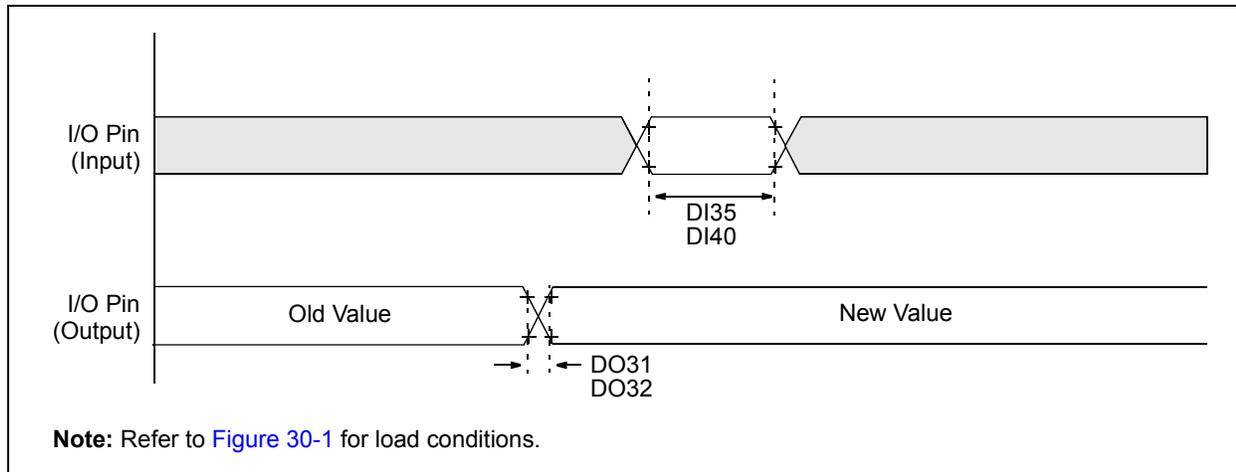 I/O Pin
(Input)
DI35
DI40
I/O Pin
(Output)
Old Value
New Value
DO31
DO32
Note: Refer to Figure 30-1 for load conditions.